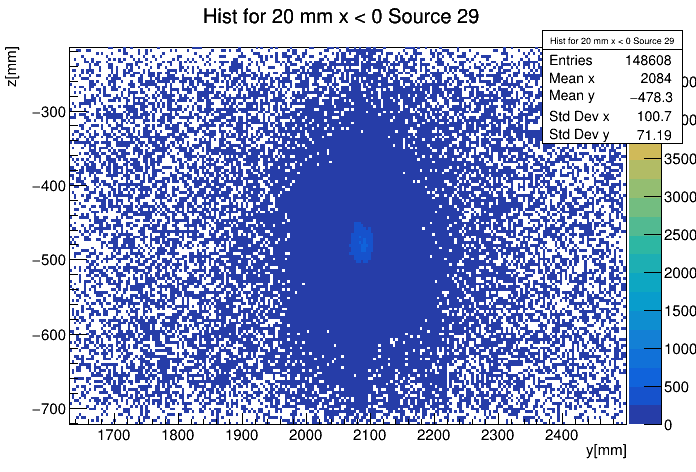 Hist for 20 mm x < 0 Source 29
Hist for 20 mm x < 0 Source 29
Entries 148608
Mean x 2084
Mean y −478.3
Std Dev x 100.7
Std Dev y 71.19
z[mm]
−300
−400
−500
−600
−700
3000
2500
2000
1500
1000
500
0
1700 1800 1900 2000 2100 2200 2300 2400
y[mm]